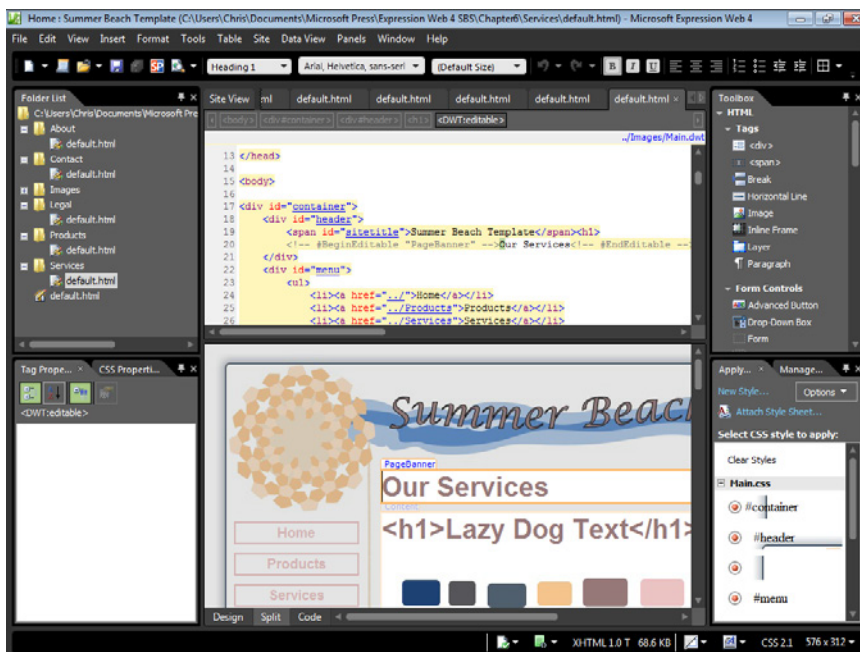 Home : Summer Beach Template (C:\Users\Chris\Documents\Microsoft Press\Expression Web 4 SBS\Chapter6\Services\default.html) - Microsoft Expression Web 4
File Edit View Insert Format Tools Table Site Data View Panels Window Help
Heading 1 Arial, Helvetica, sans-serif (Default Size) B I U
Folder List
C:\Users\Chris\Documents\Microsoft Pre
About
default.html
Contact
default.html
Images
Legal
default.html
Products
default.html
Services
default.html
default.html
Site View ml default.html default.html default.html default.html default.html
<body> <div#container> <div#header> <h1> <DWT:editable>
../Images/Main.dwt
13 </head>
14
15 <body>
16
17 <div id="container">
18 <div id="header">
19 <span id="sitetitle">Summer Beach Template</span><h1>
20 <!-- #BeginEditable "PageBanner" -->Our Services<!-- #EndEditable --
21 </div>
22 <div id="menu">
23 <ul>
24 <li><a href="../">Home</a></li>
25 <li><a href="../Products">Products</a></li>
26 <li><a href="../Services">Services</a></li>
Toolbox
HTML
Tags
<div>
<span>
Break
Horizontal Line
Image
Inline Frame
Layer
Paragraph
Form Controls
Advanced Button
Drop-Down Box
Form
Tag Prope... CSS Properti...
<DWT:editable>
Summer Beac
PageBanner
Our Services
Content
<h1>Lazy Dog Text</h1>
Home
Products
Services
Design Split Code
Apply... Manage...
New Style... Options
Attach Style Sheet...
Select CSS style to apply:
Clear Styles
Main.css
#container
#header
#menu
XHTML 1.0 T 68.6 KB CSS 2.1 576 x 312